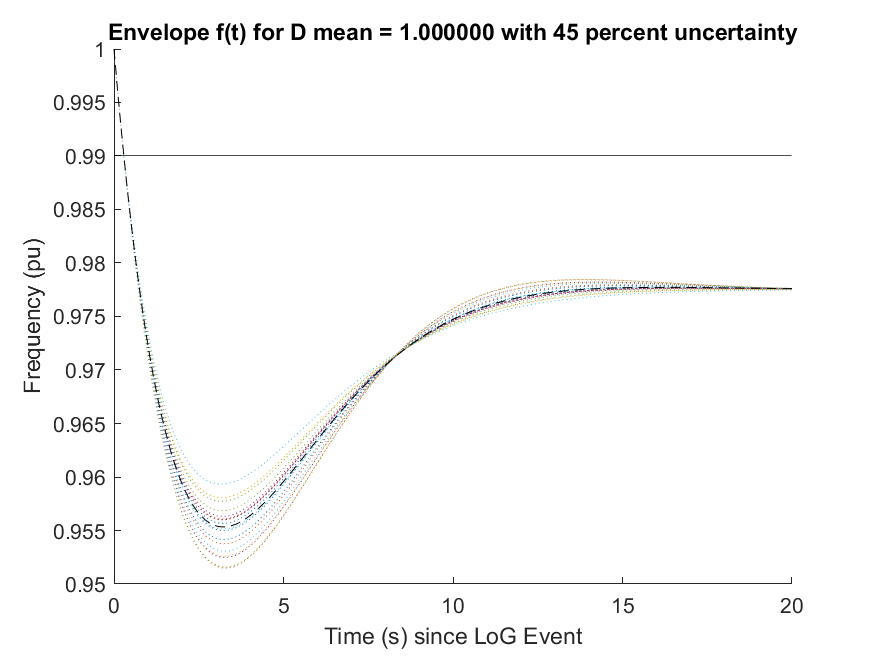 Envelope f(t) for D mean = 1.000000 with 45 percent uncertainty
1
0.995
0.99
0.985
0.98
0.975
0.97
0.965
0.96
0.955
0.95
Frequency (pu)
0 5 10 15 20
Time (s) since LoG Event